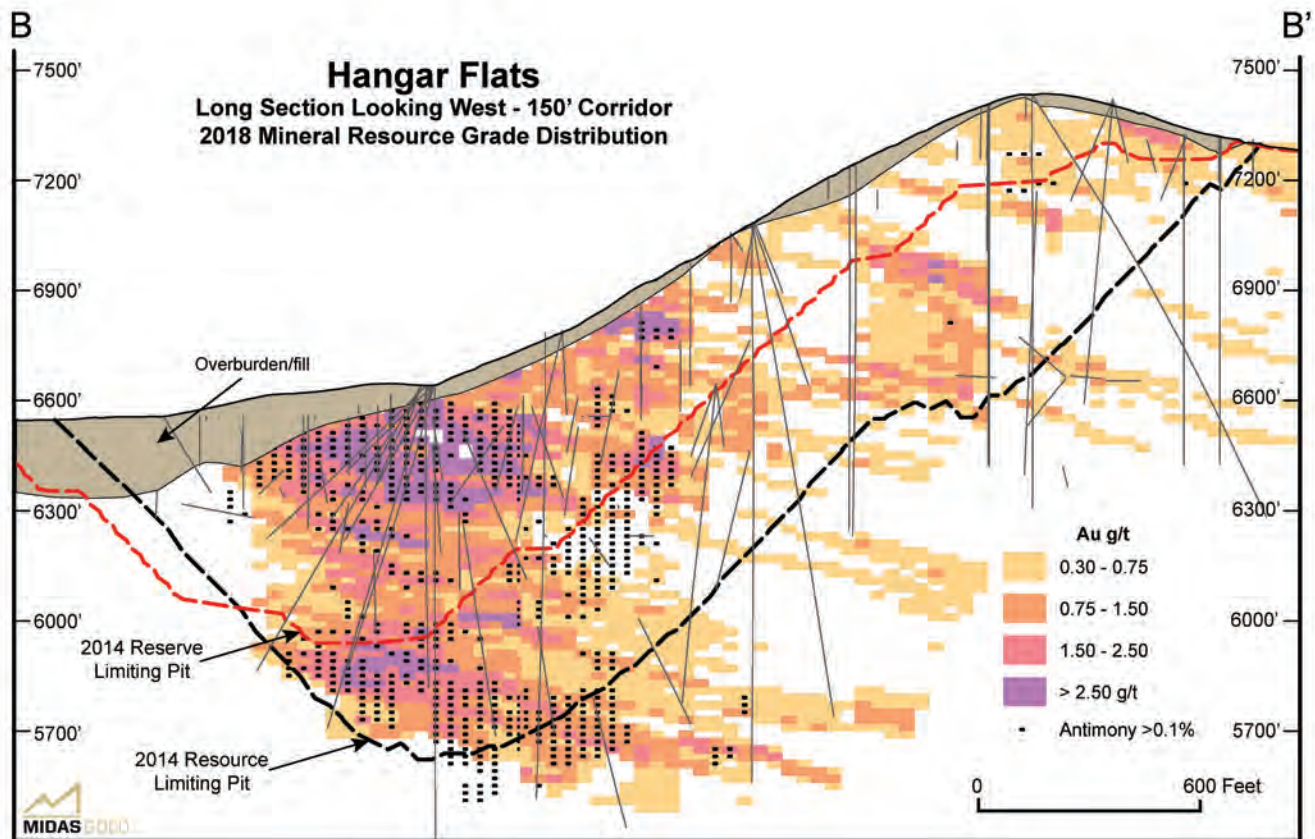 B
B'
Hangar Flats
Long Section Looking West - 150' Corridor
2018 Mineral Resource Grade Distribution
7500'
7200'
6900'
6600'
6300'
6000'
5700'
7500'
7200'
6900'
6600'
6300'
6000'
5700'
Overburden/fill
2014 Reserve
Limiting Pit
2014 Resource
Limiting Pit
Au g/t
0.30 - 0.75
0.75 - 1.50
1.50 - 2.50
> 2.50 g/t
Antimony >0.1%
0
600 Feet
MIDAS